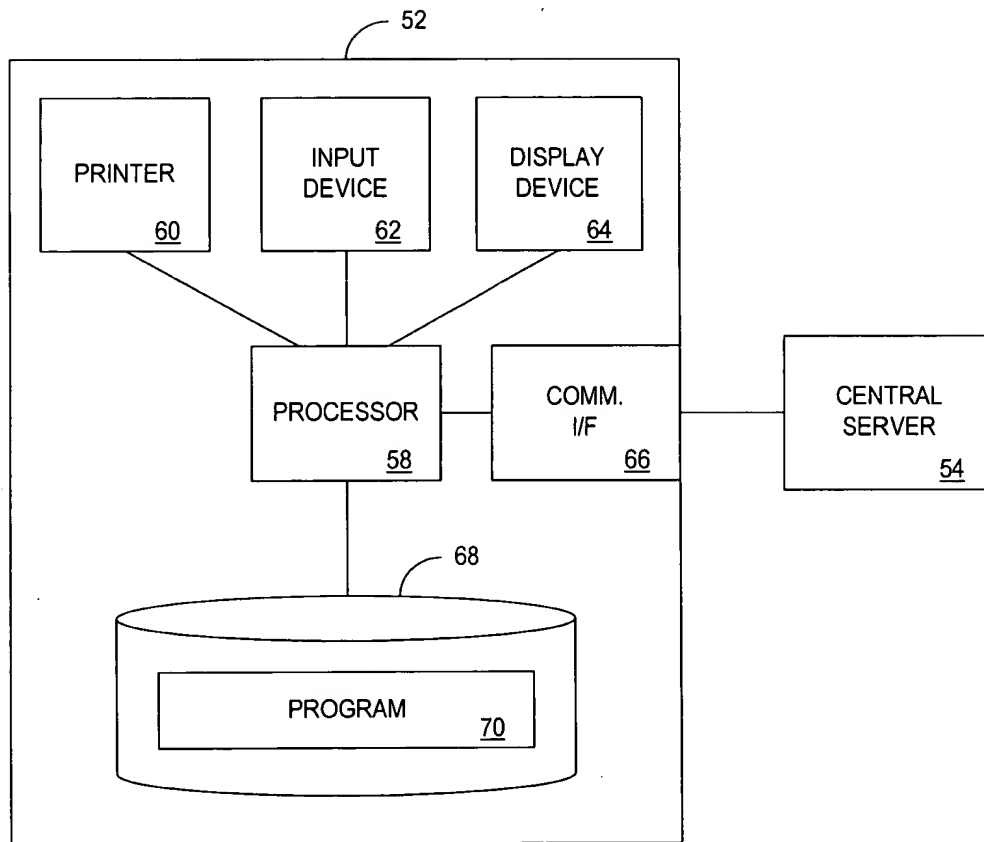 52
PRINTER
60
INPUT
DEVICE
62
DISPLAY
DEVICE
64
PROCESSOR
58
COMM.
I/F
66
CENTRAL
SERVER
54
68
PROGRAM
70